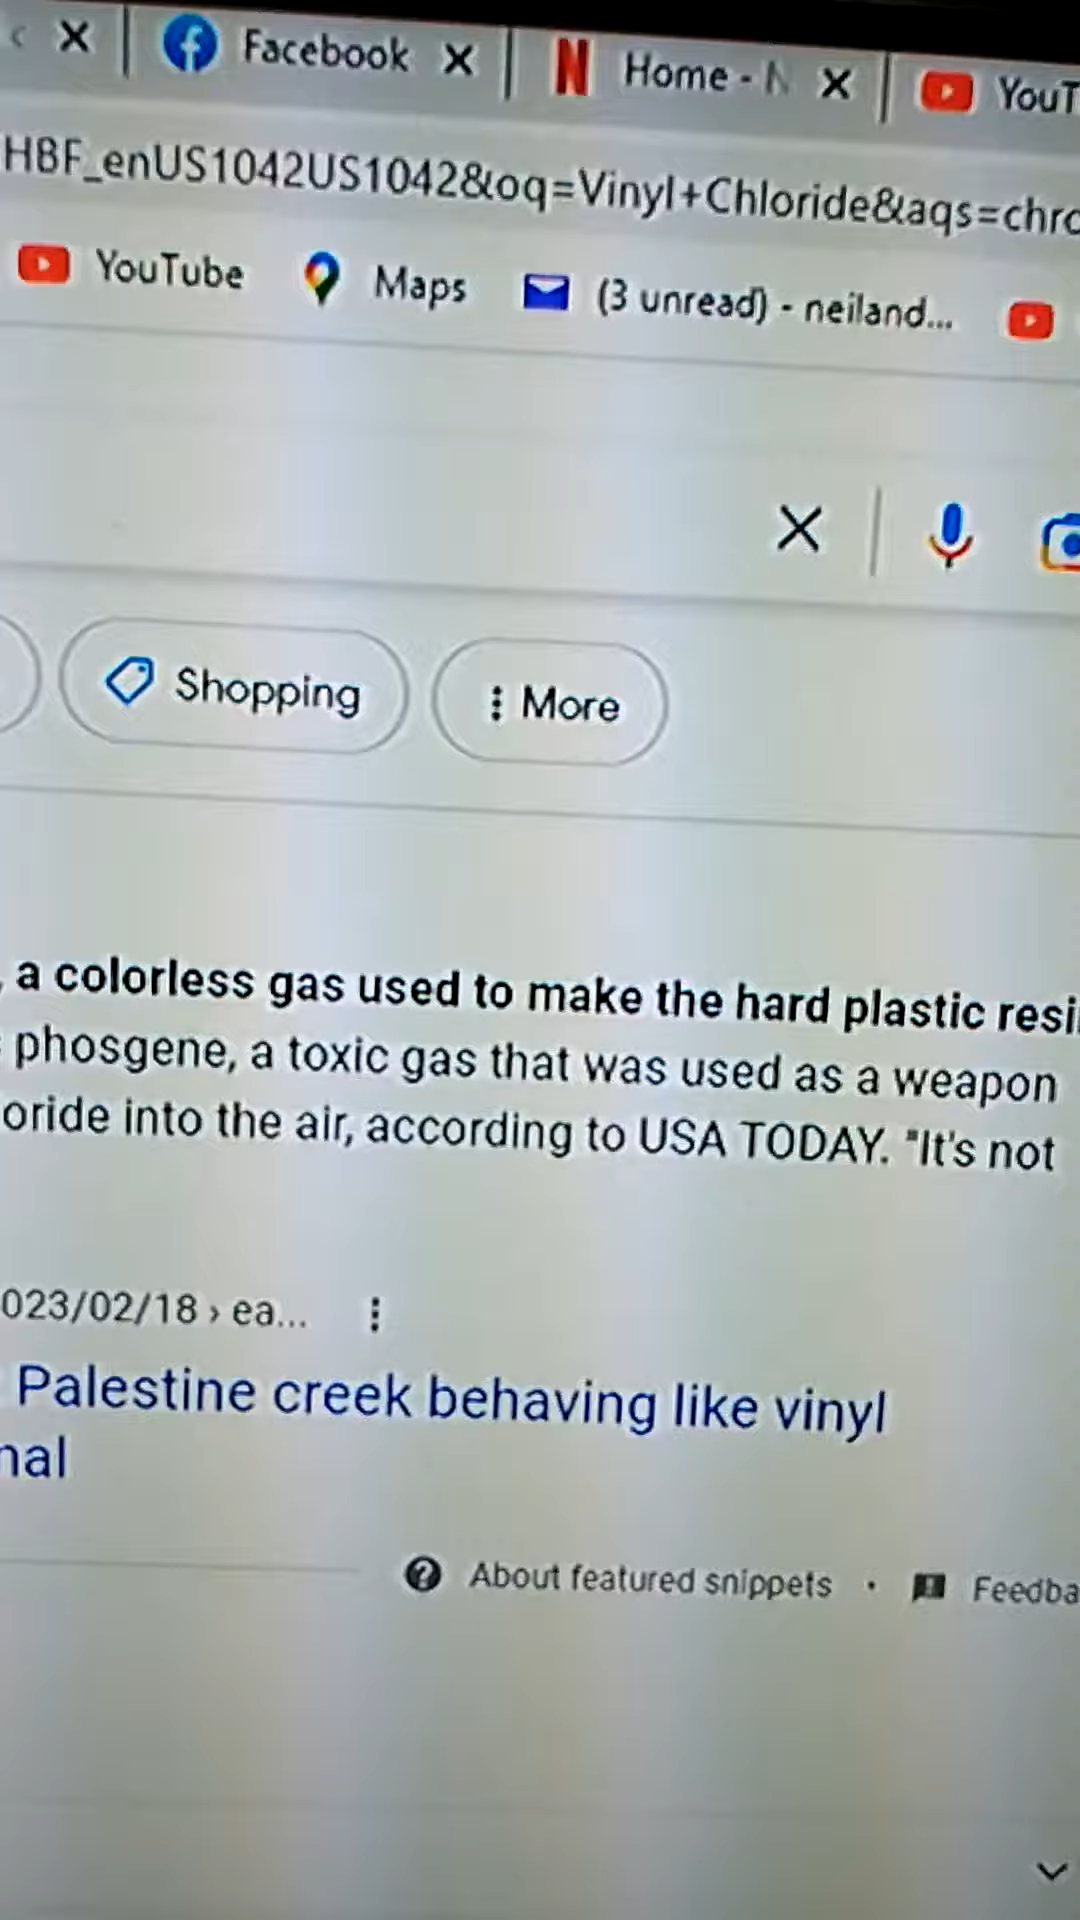 Facebook
Home - N
YouT
HBF_enUS1042US1042&oq=Vinyl+Chloride&aqs=chro
YouTube
Maps
(3 unread) - neiland...
Shopping
More
, a colorless gas used to make the hard plastic resi
phosgene, a toxic gas that was used as a weapon
oride into the air, according to USA TODAY. "It's not
023/02/18 › ea...
Palestine creek behaving like vinyl
nal
About featured snippets · Feedba